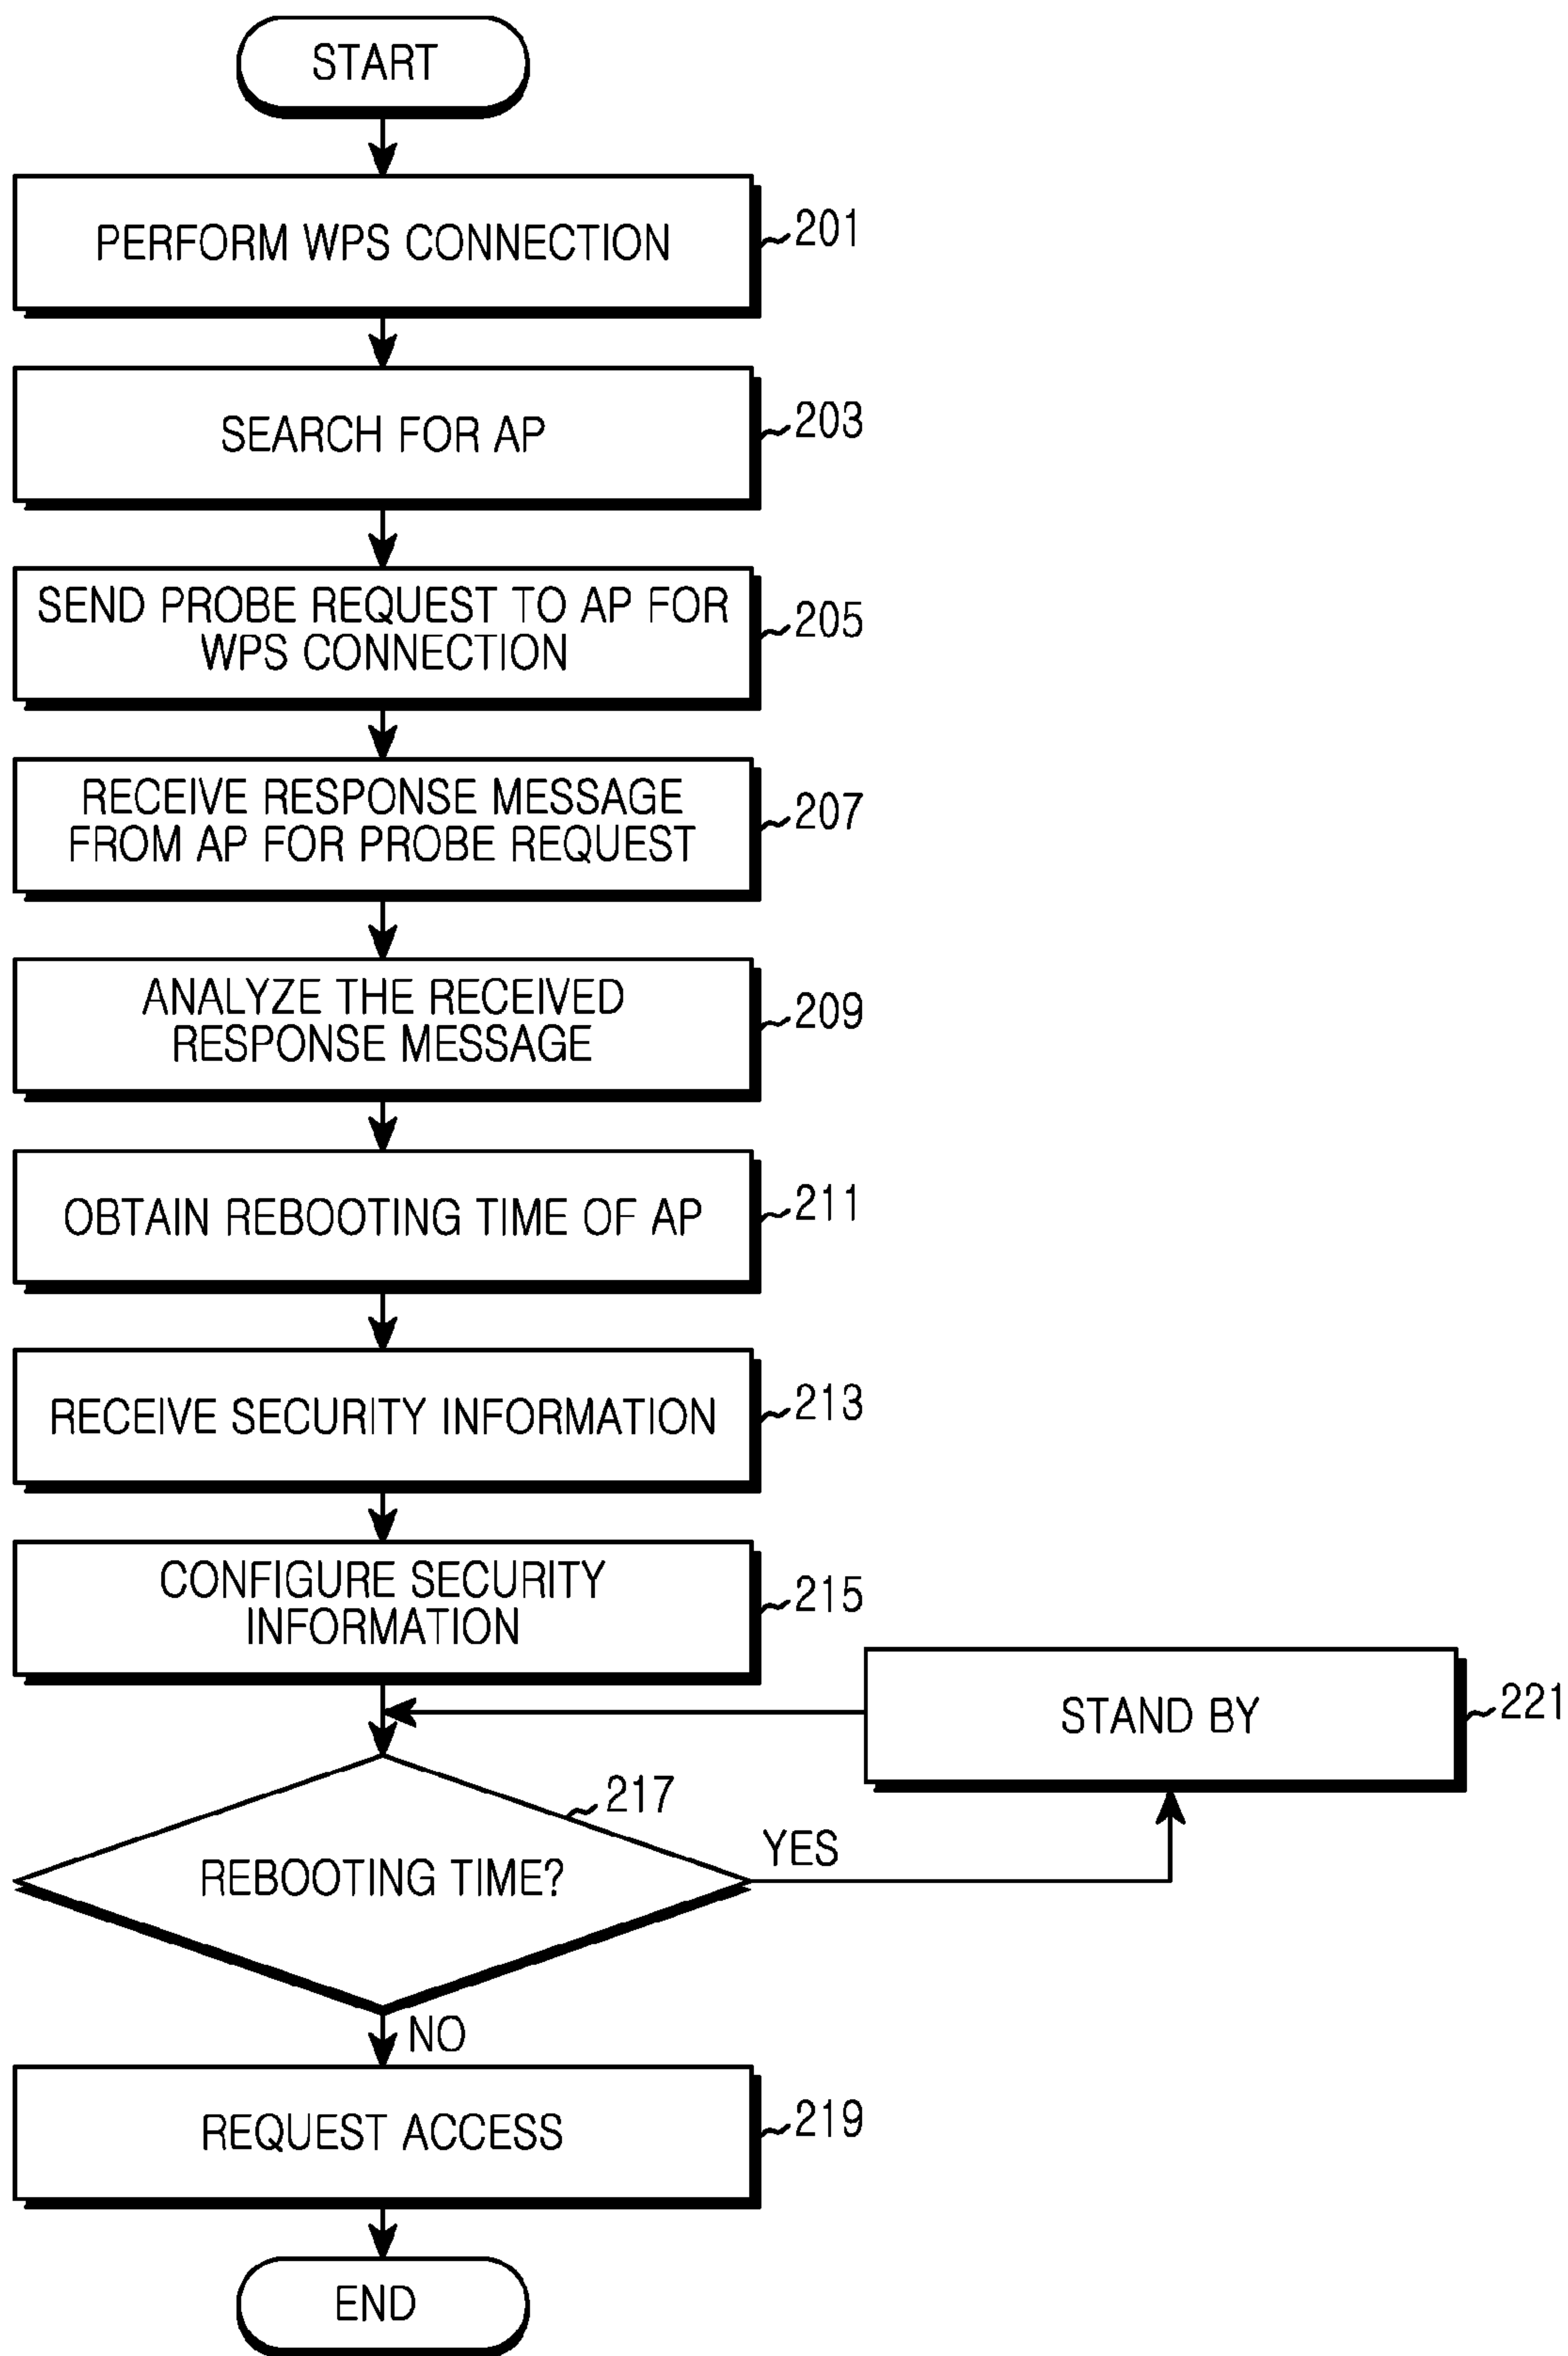 START
PERFORM WPS CONNECTION
201
SEARCH FOR AP
203
SEND PROBE REQUEST TO AP FOR
WPS CONNECTION
205
RECEIVE RESPONSE MESSAGE
FROM AP FOR PROBE REQUEST
207
ANALYZE THE RECEIVED
RESPONSE MESSAGE
209
OBTAIN REBOOTING TIME OF AP
211
RECEIVE SECURITY INFORMATION
213
CONFIGURE SECURITY
INFORMATION
215
STAND BY
221
217
REBOOTING TIME?
YES
NO
REQUEST ACCESS
219
END